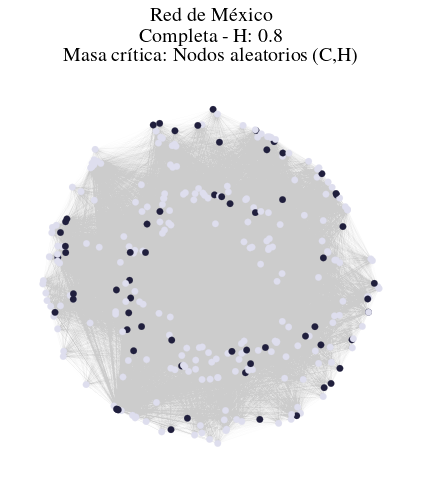 Red de México
Completa - H: 0.8
Masa crítica: Nodos aleatorios (C,H)